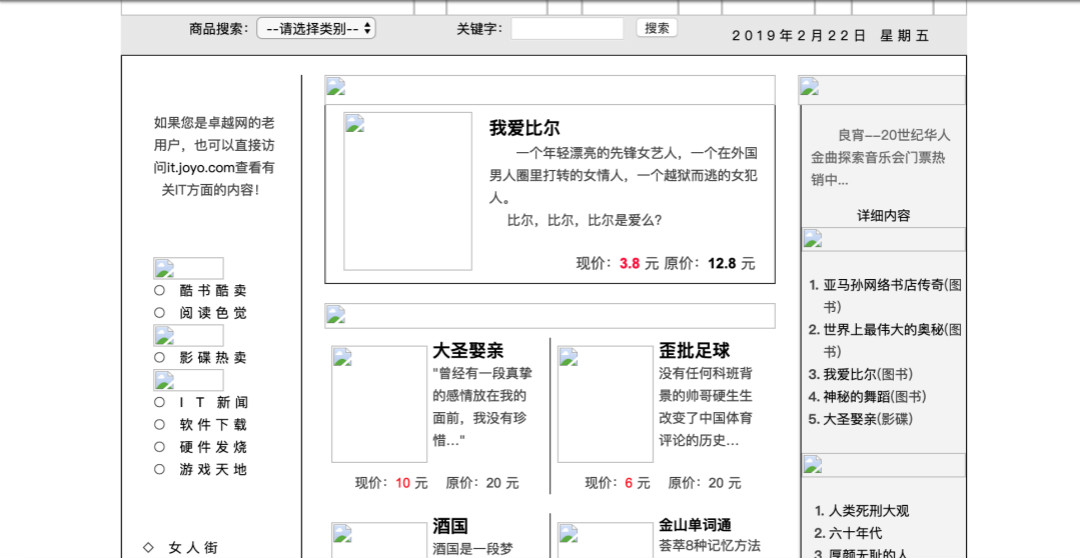 商品搜索： --请选择类别-- 关键字： 搜索 2019年2月22日 星期五
如果您是卓越网的老
用户，也可以直接访
问it.joyo.com查看有
关IT方面的内容！
○ 酷书酷卖
○ 阅读色觉
○ 影碟热卖
○ I T 新闻
○ 软件下载
○ 硬件发烧
○ 游戏天地
◇ 女人街
我爱比尔
一个年轻漂亮的先锋女艺人，一个在外国
男人圈里打转的女情人，一个越狱而逃的女犯
人。
比尔，比尔，比尔是爱么？
现价：3.8 元 原价：12.8 元
大圣娶亲
"曾经有一段真挚
的感情放在我的
面前，我没有珍
惜..."
现价：10 元 原价：20 元
歪批足球
没有任何科班背
景的帅哥硬生生
改变了中国体育
评论的历史...
现价：6 元 原价：20 元
酒国
酒国是一段梦
金山单词通
荟萃8种记忆方法
良宵--20世纪华人
金曲探索音乐会门票热
销中...
详细内容
1. 亚马孙网络书店传奇(图
书)
2. 世界上最伟大的奥秘(图
书)
3. 我爱比尔(图书)
4. 神秘的舞蹈(图书)
5. 大圣娶亲(影碟)
1. 人类死刑大观
2. 六十年代
3. 厚颜无耻的人